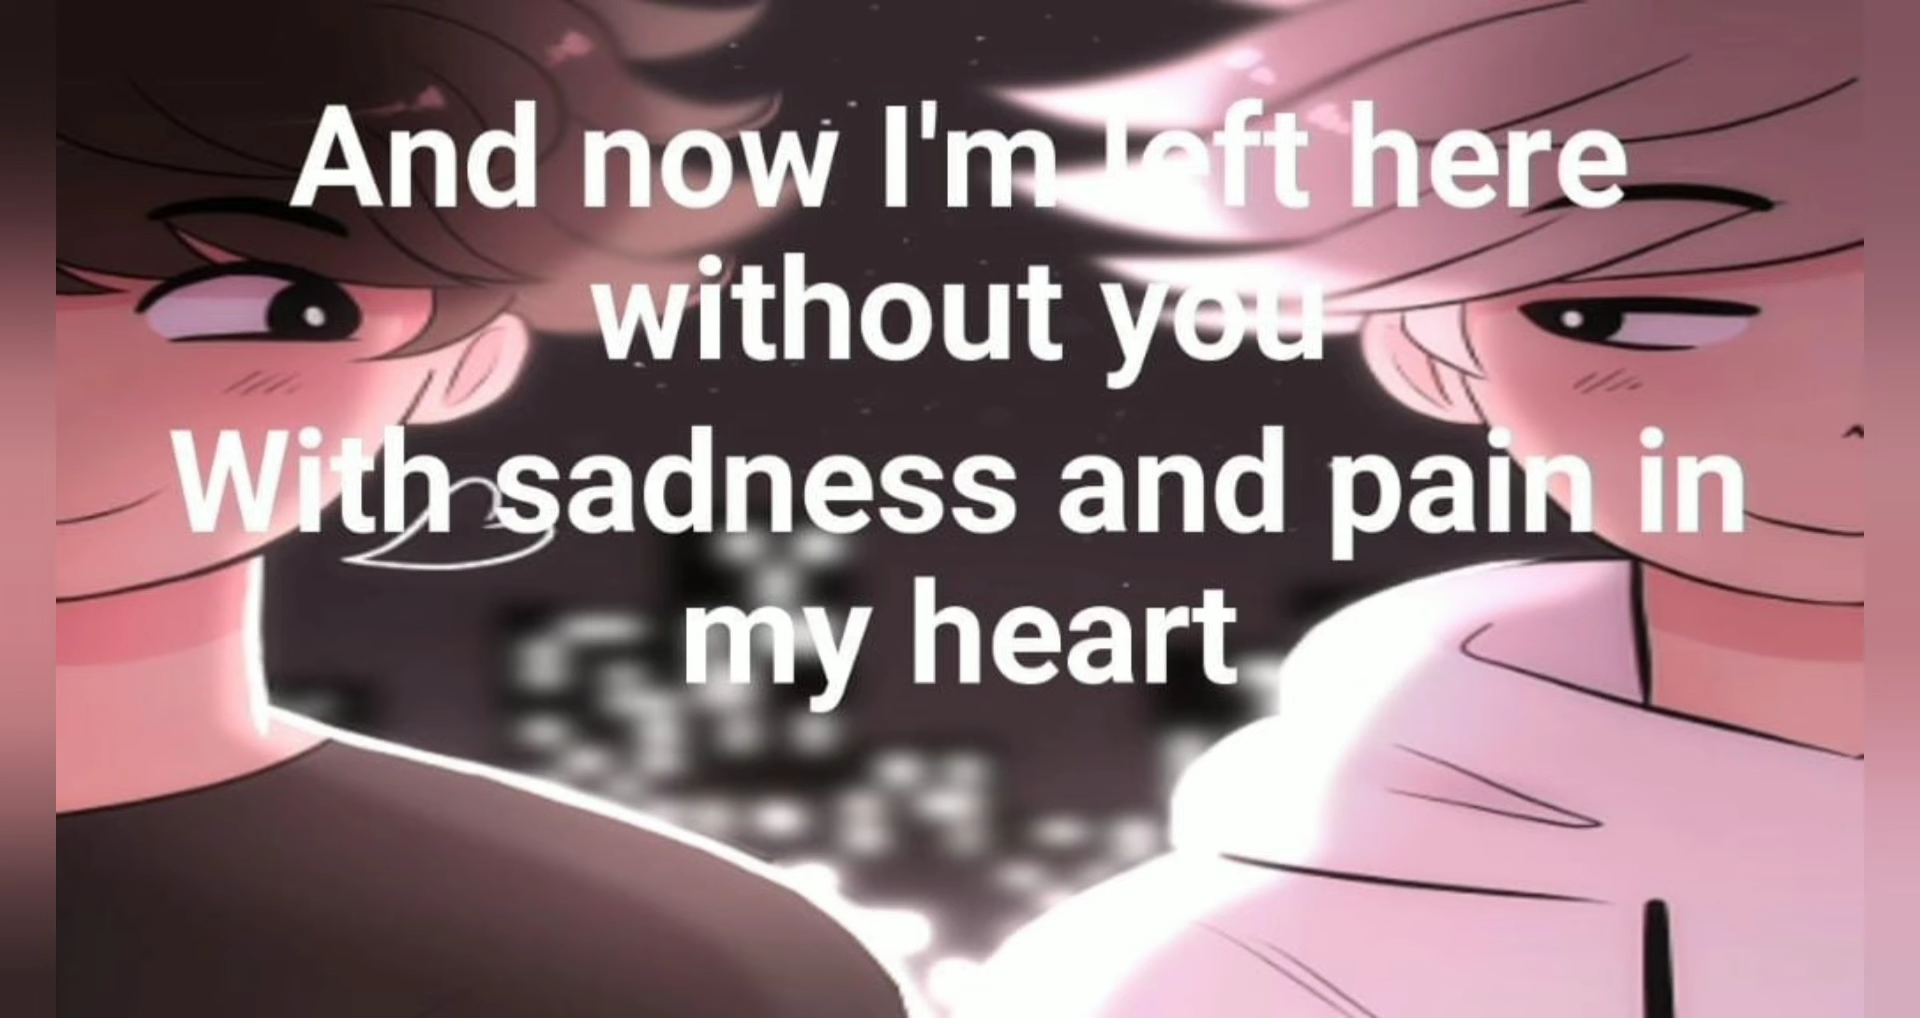 And now I'm left here
without you
With sadness and pain in
my heart